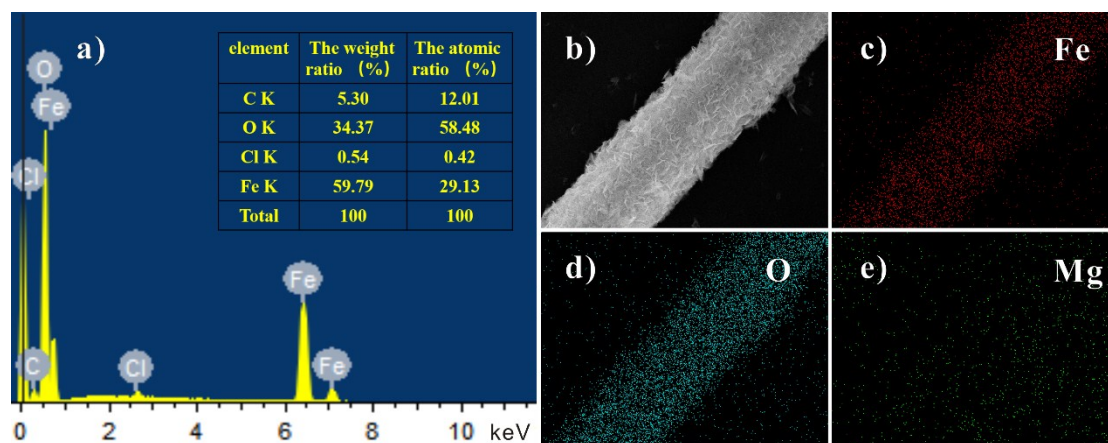 a)
element The weight ratio (%) The atomic ratio (%)
C K 5.30 12.01
O K 34.37 58.48
Cl K 0.54 0.42
Fe K 59.79 29.13
Total 100 100
O
Fe
Cl
C
Cl
Fe
Fe
0 2 4 6 8 10 keV
b)
c) Fe
d) O
e) Mg